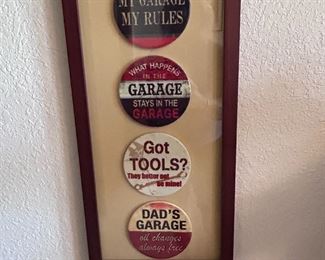 MY GARAGE
MY RULES
WHAT HAPPENS
IN THE
GARAGE
STAYS IN THE
GARAGE
Got
TOOLS?
They better not
be mine!
DAD'S
GARAGE
oil changes
always free